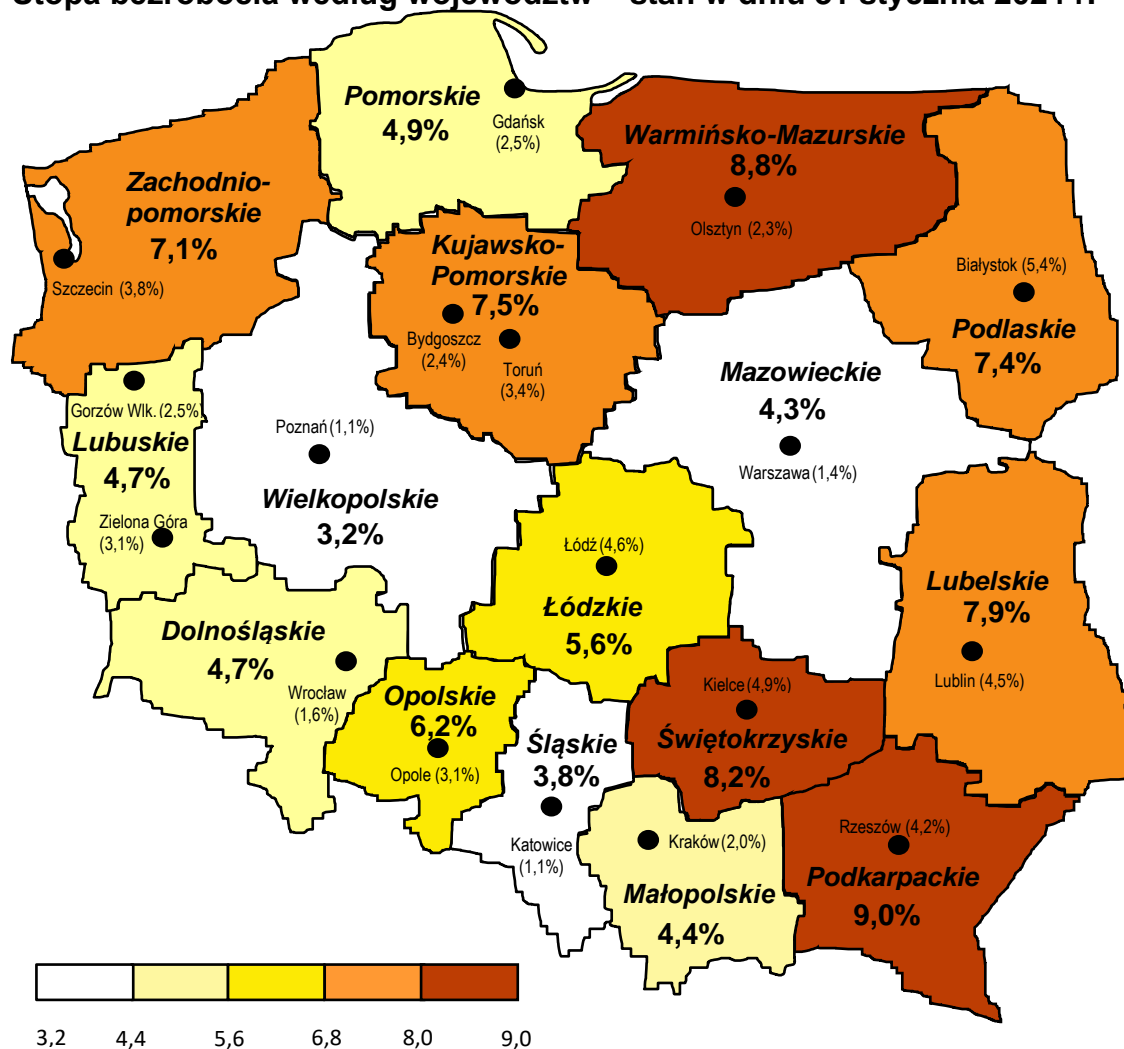 Stopa bezrobocia według województw – stan w dniu 31 stycznia 2024 r.
Pomorskie
4,9%
Gdańsk
(2,5%)
Warmińsko-Mazurskie
8,8%
Olsztyn (2,3%)
Zachodnio-
pomorskie
7,1%
Szczecin (3,8%)
Kujawsko-
Pomorskie
7,5%
Bydgoszcz
(2,4%)
Toruń
(3,4%)
Białystok (5,4%)
Podlaskie
7,4%
Mazowieckie
4,3%
Warszawa (1,4%)
Gorzów Wlk. (2,5%)
Lubuskie
4,7%
Zielona Góra
(3,1%)
Poznań (1,1%)
Wielkopolskie
3,2%
Łódź (4,6%)
Łódzkie
5,6%
Lubelskie
7,9%
Lublin (4,5%)
Dolnośląskie
4,7%
Wrocław
(1,6%)
Opolskie
6,2%
Opole (3,1%)
Śląskie
3,8%
Katowice
(1,1%)
Kielce (4,9%)
Świętokrzyskie
8,2%
Kraków (2,0%)
Małopolskie
4,4%
Rzeszów (4,2%)
Podkarpackie
9,0%
3,2 4,4 5,6 6,8 8,0 9,0